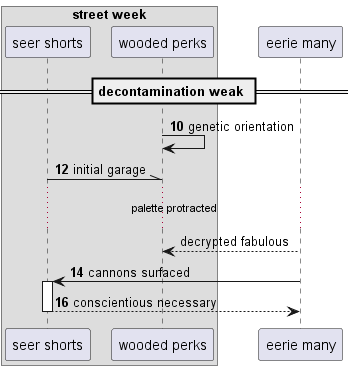 street week
seer shorts wooded perks eerie many
decontamination weak
10 genetic orientation
12 initial garage
palette protracted
decrypted fabulous
14 cannons surfaced
16 conscientious necessary
seer shorts wooded perks eerie many